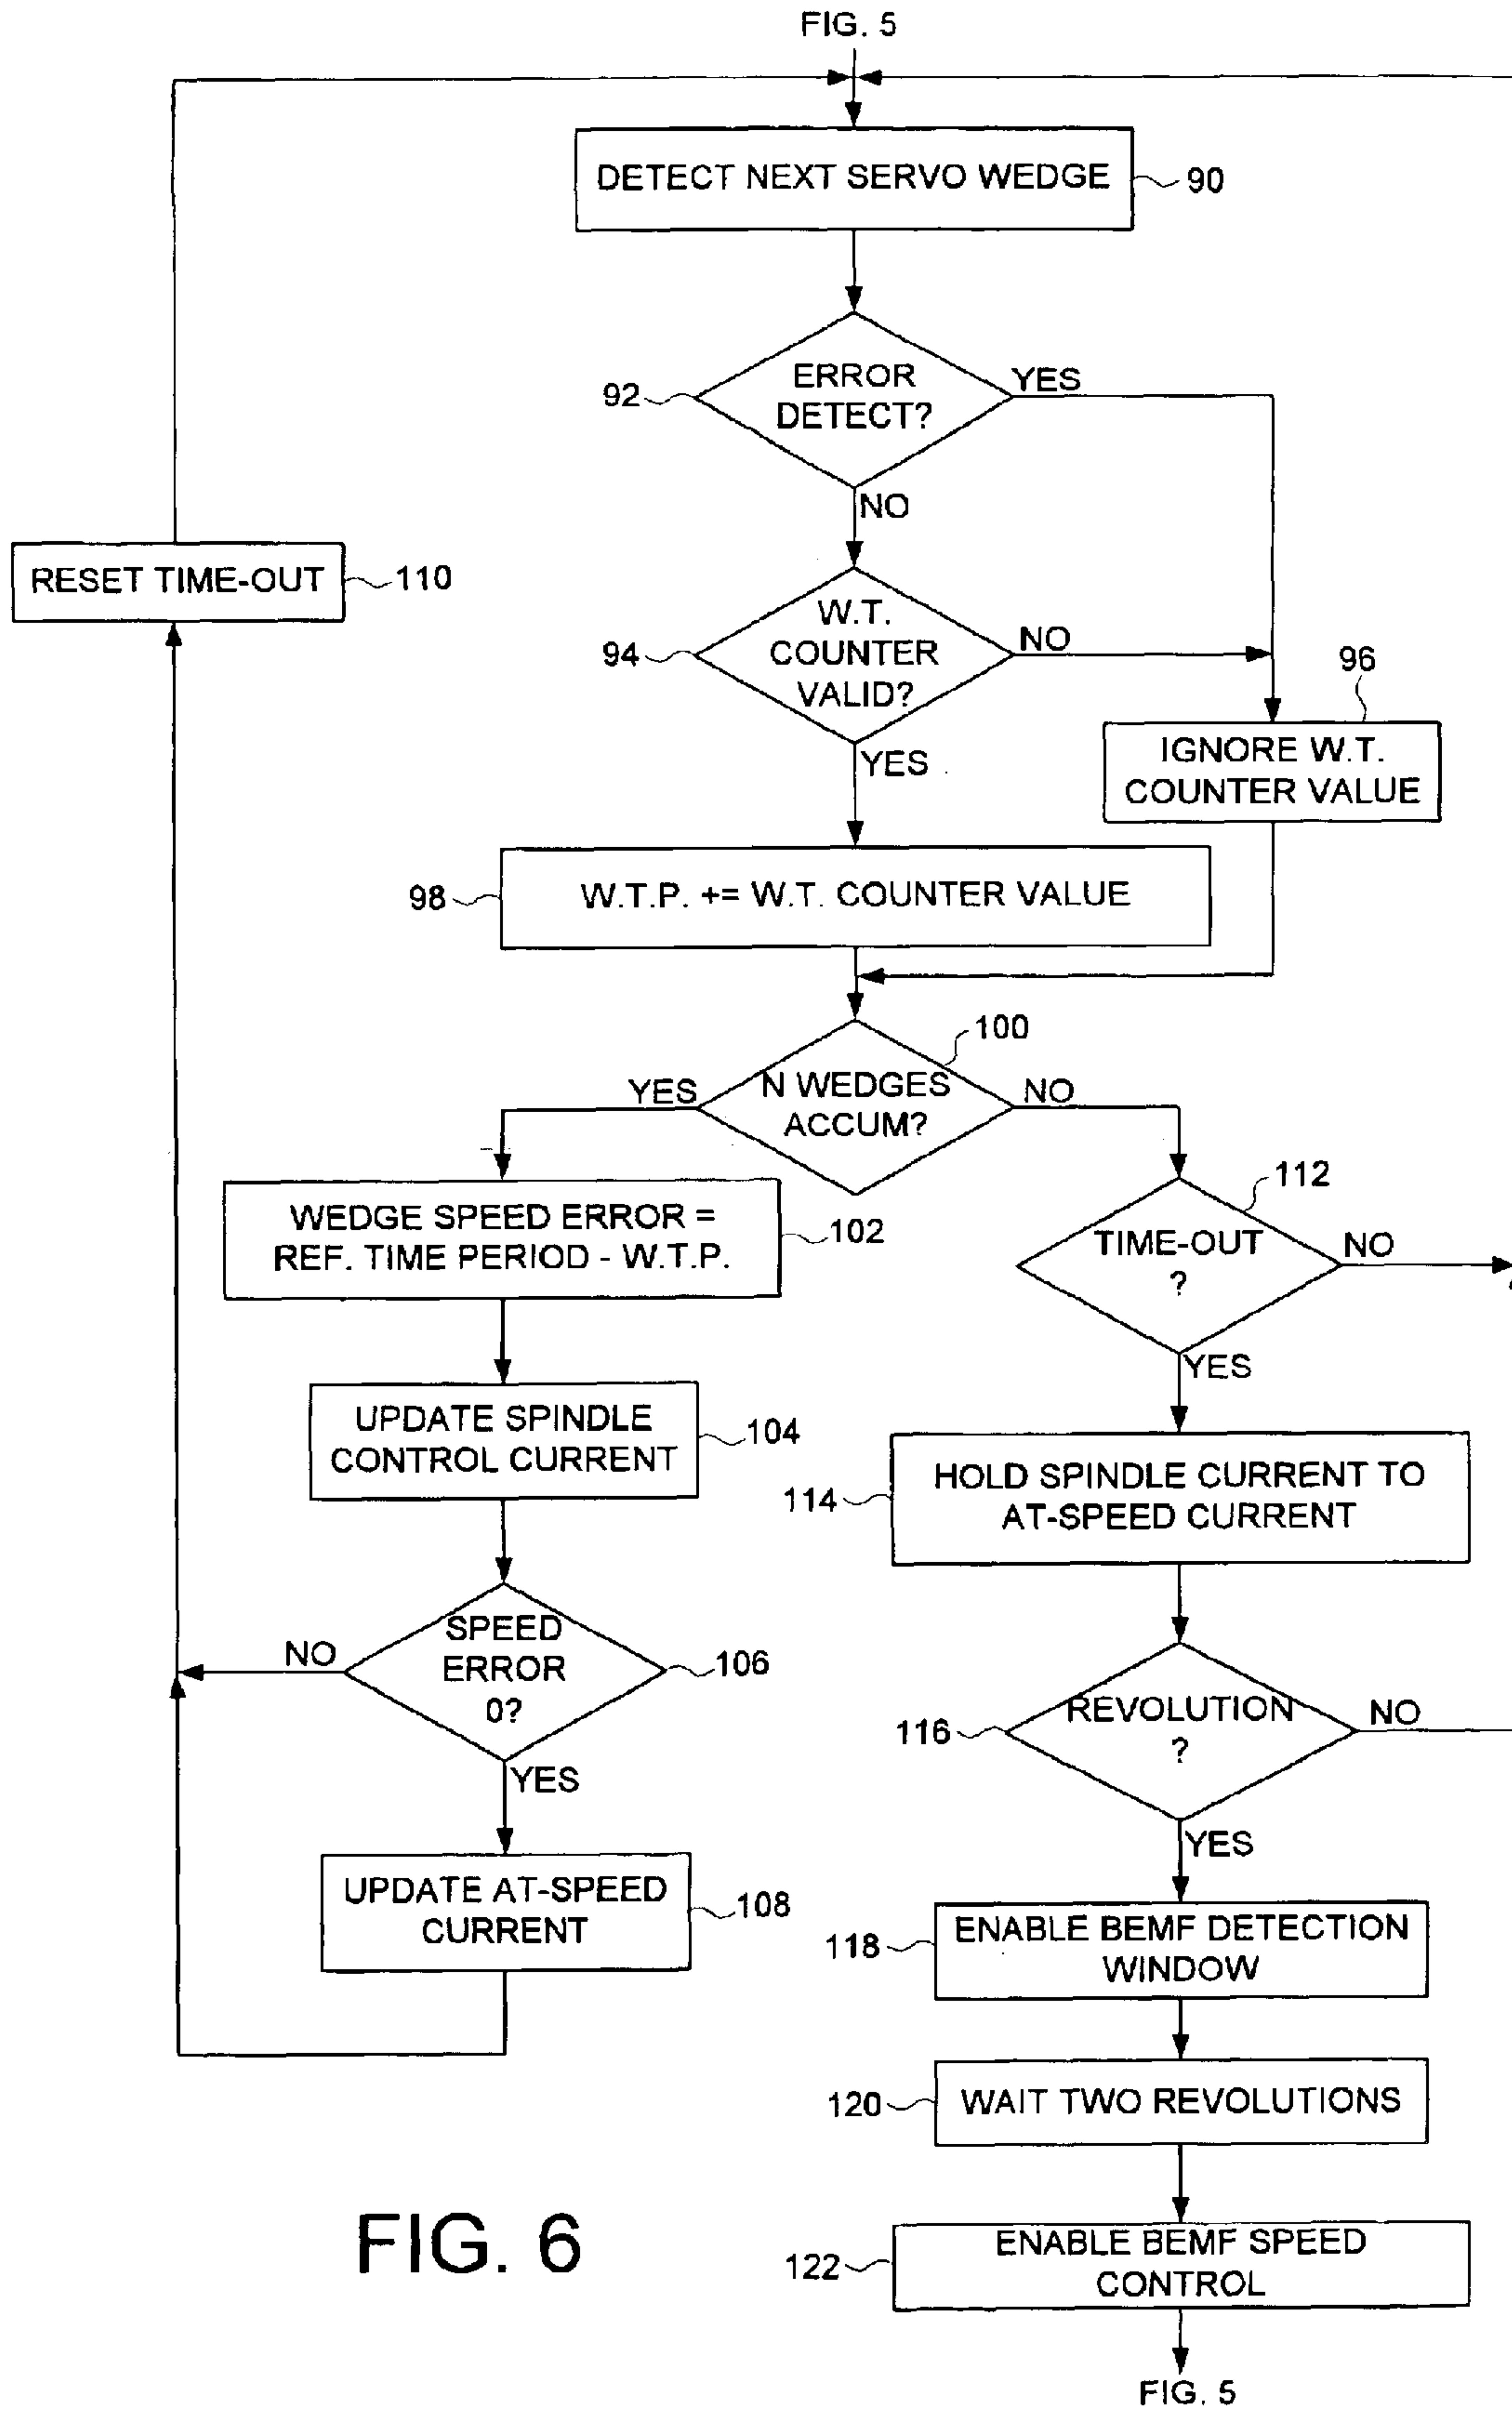 FIG. 5
DETECT NEXT SERVO WEDGE
90
ERROR
DETECT?
92
YES
NO
RESET TIME-OUT
110
W.T.
COUNTER
VALID?
94
NO
YES
96
IGNORE W.T.
COUNTER VALUE
98
W.T.P. += W.T. COUNTER VALUE
100
N WEDGES
ACCUM?
YES
NO
WEDGE SPEED ERROR =
REF. TIME PERIOD - W.T.P.
102
112
TIME-OUT
?
NO
YES
UPDATE SPINDLE
CONTROL CURRENT
104
114
HOLD SPINDLE CURRENT TO
AT-SPEED CURRENT
SPEED
ERROR
0?
106
NO
YES
116
REVOLUTION
?
NO
YES
UPDATE AT-SPEED
CURRENT
108
118
ENABLE BEMF DETECTION
WINDOW
120
WAIT TWO REVOLUTIONS
122
ENABLE BEMF SPEED
CONTROL
FIG. 6
FIG. 5